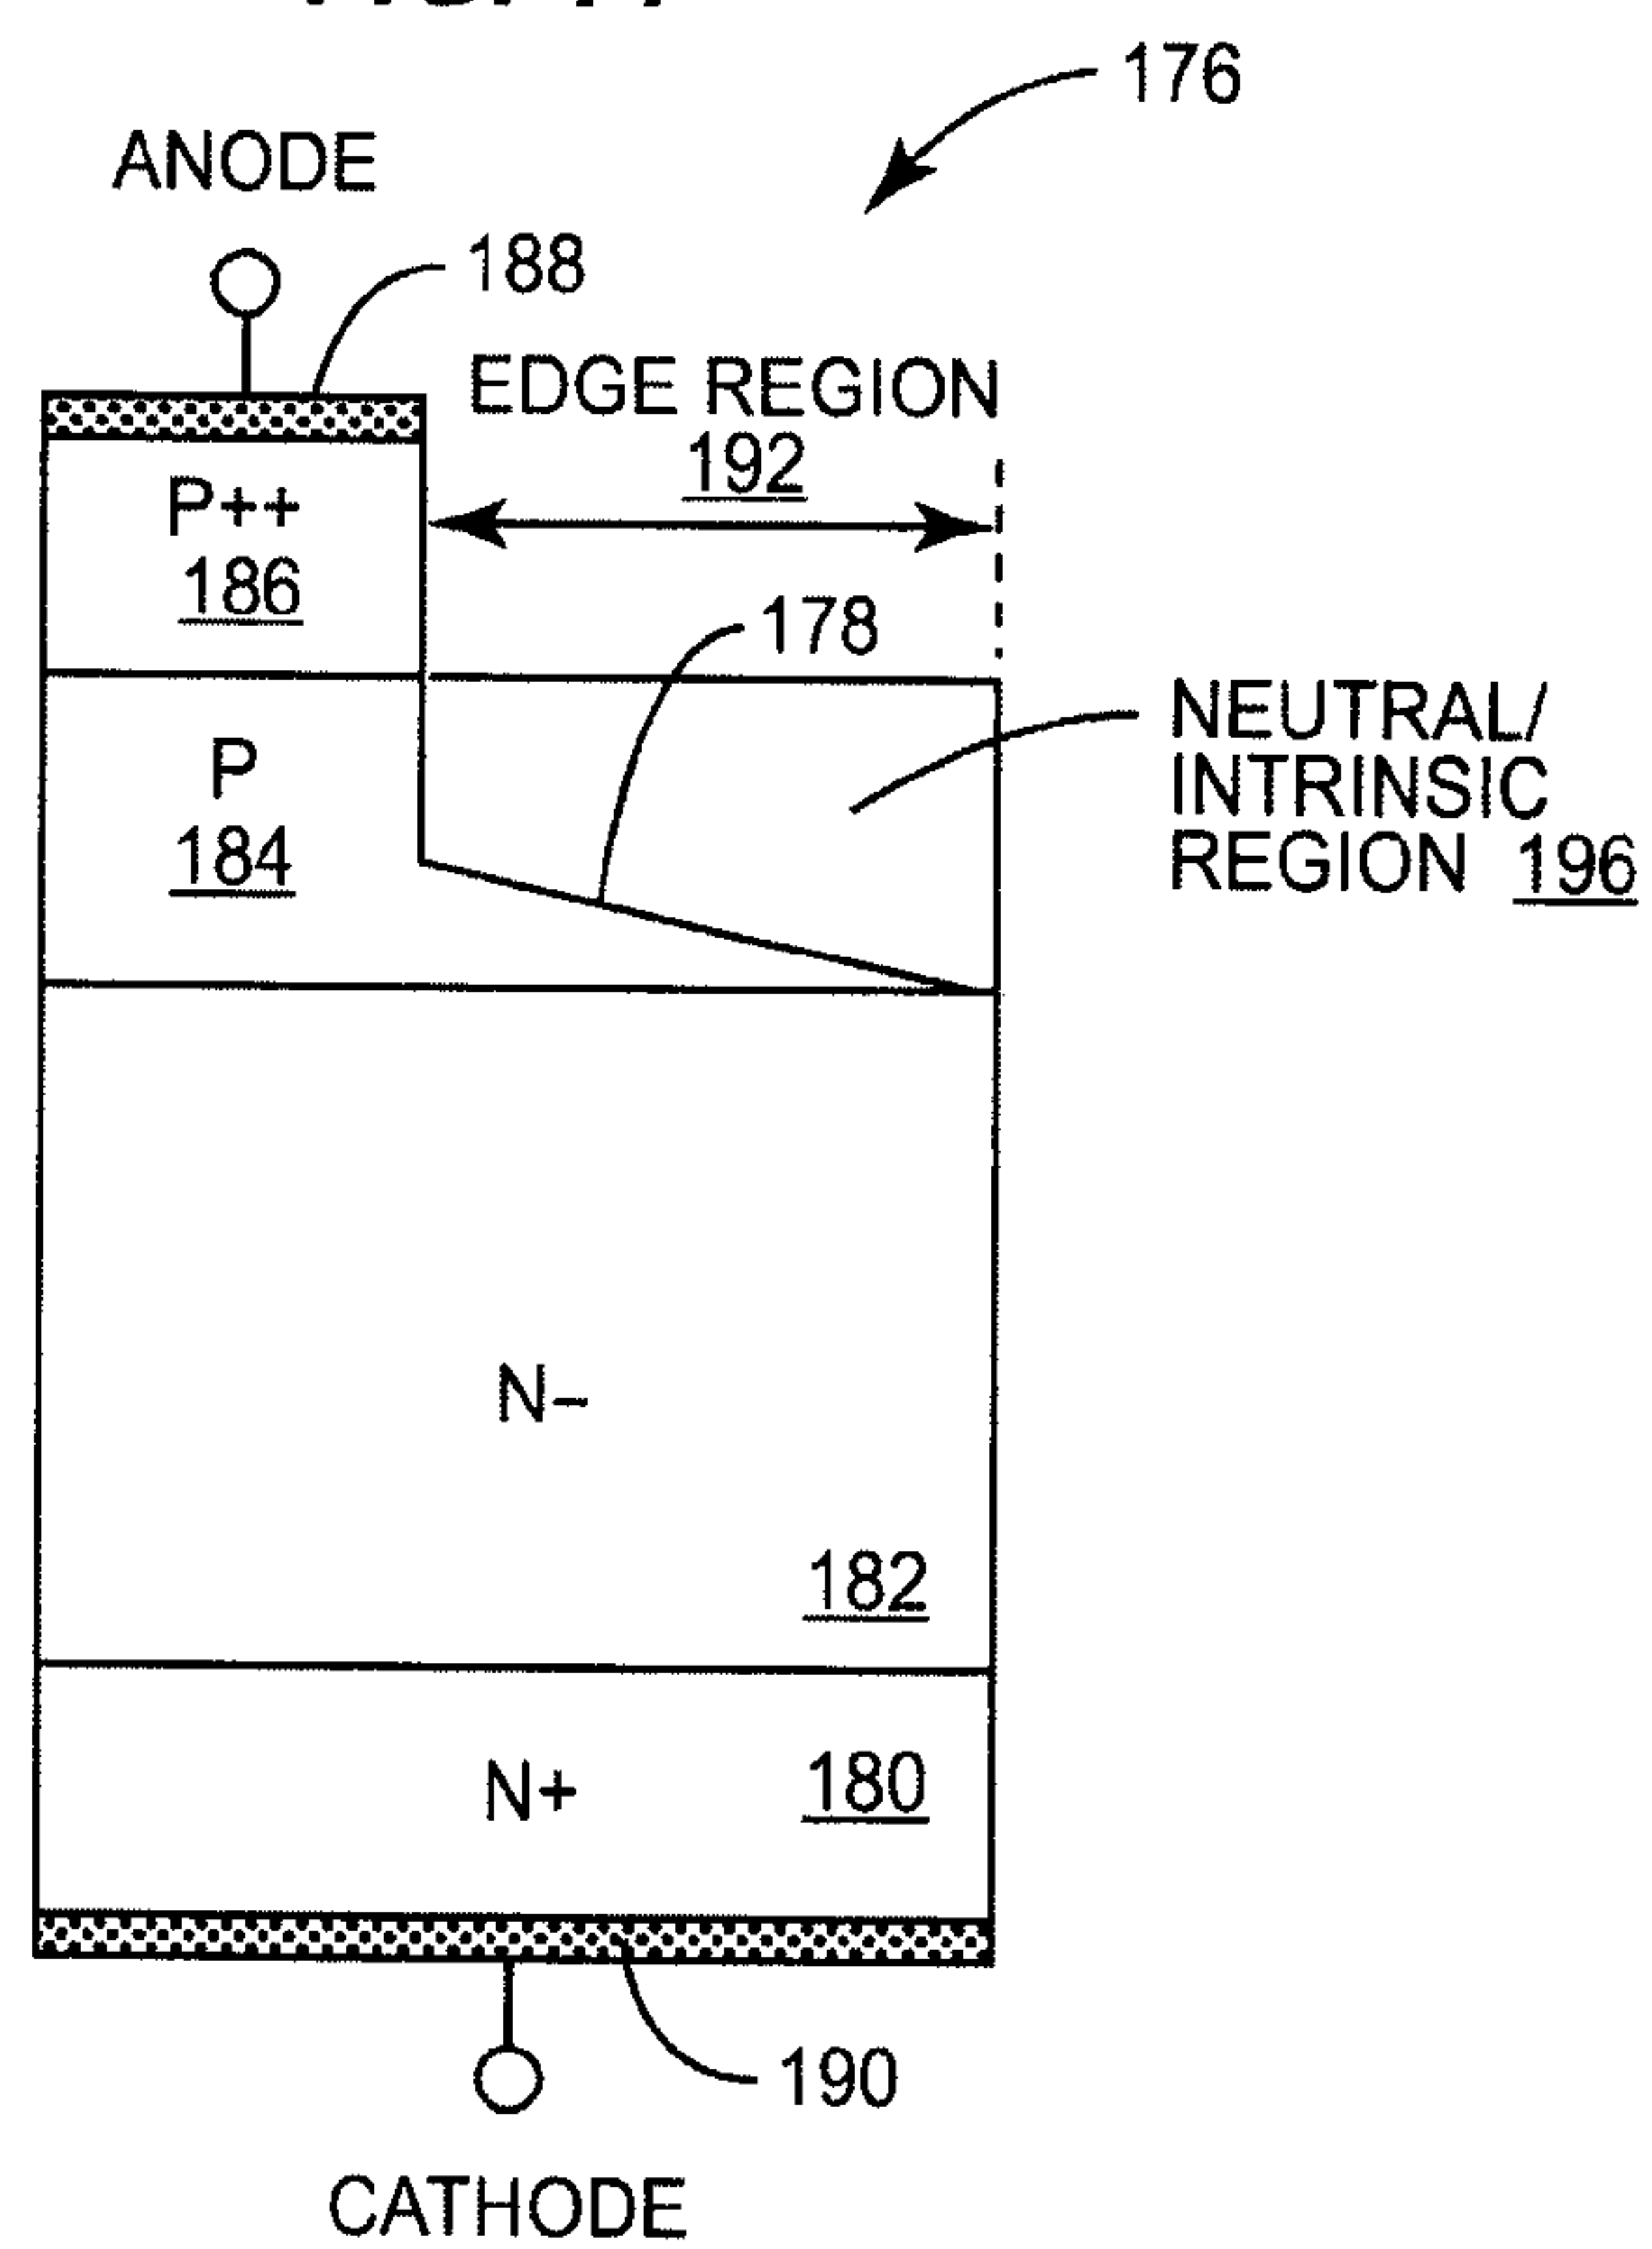 176
ANODE
188
EDGE REGION
192
P++
186
178
NEUTRAL/
INTRINSIC
REGION 196
P
184
N–
182
N+
180
190
CATHODE